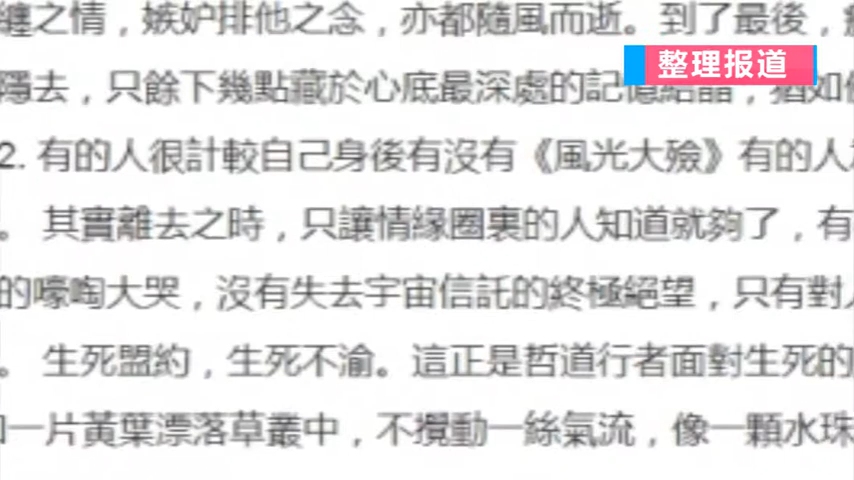 纏之情，嫉妒排他之念，亦都隨風而逝。到了最後，
整理报道
隱去，只餘下幾點藏於心底最深處的記憶結晶，猶如
2. 有的人很計較自己身後有沒有《風光大殮》有的人
。 其實離去之時，只讓情緣圈裏的人知道就夠了，有
的嚎啕大哭，沒有失去宇宙信託的終極絕望，只有對
。 生死盟約，生死不渝。這正是哲道行者面對生死的
一片黃葉漂落草叢中，不攪動一絲氣流，像一顆水珠